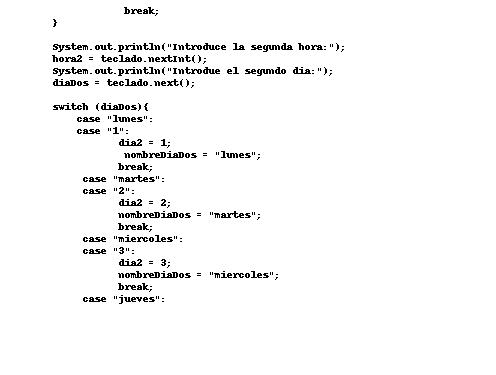 break;
}
System.out.println("Introduce la segunda hora:");
hora2 = teclado.nextInt();
System.out.println("Introdue el segundo dia:");
diaDos = teclado.next();
switch (diaDos){
case "lunes":
case "1":
dia2 = 1;
nombreDiaDos = "lunes";
break;
case "martes":
case "2":
dia2 = 2;
nombreDiaDos = "martes";
break;
case "miercoles":
case "3":
dia2 = 3;
nombreDiaDos = "miercoles";
break;
case "jueves":